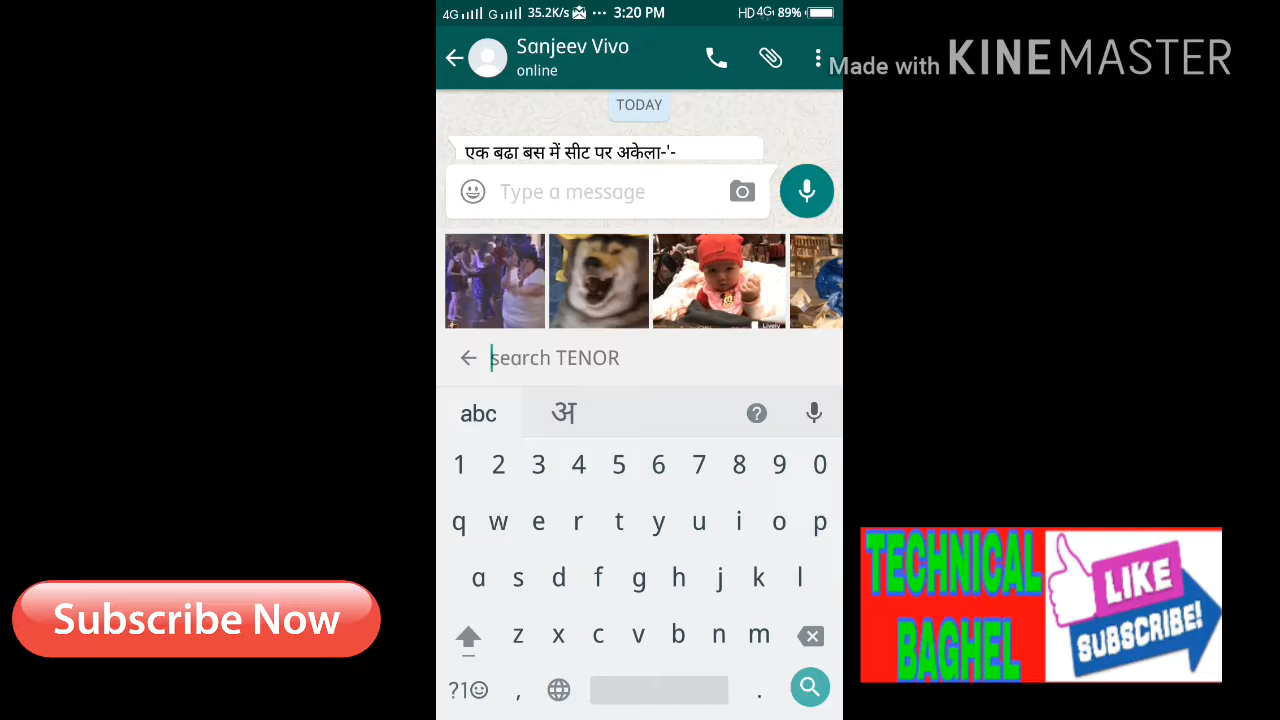 4G G 35.2K/s ... 3:20 PM HD 4G 89%
Sanjeev Vivo
online
Made with KINEMASTER
TODAY
एक बढा बस में सीट पर अकेला-'-
Type a message
Lively
search TENOR
abc अ ?
1 2 3 4 5 6 7 8 9 0
q w e r t y u i o p
a s d f g h j k l
z x c v b n m
?1☺ , .
Subscribe Now
TECHNICAL
BAGHEL
LIKE
SUBSCRIBE!